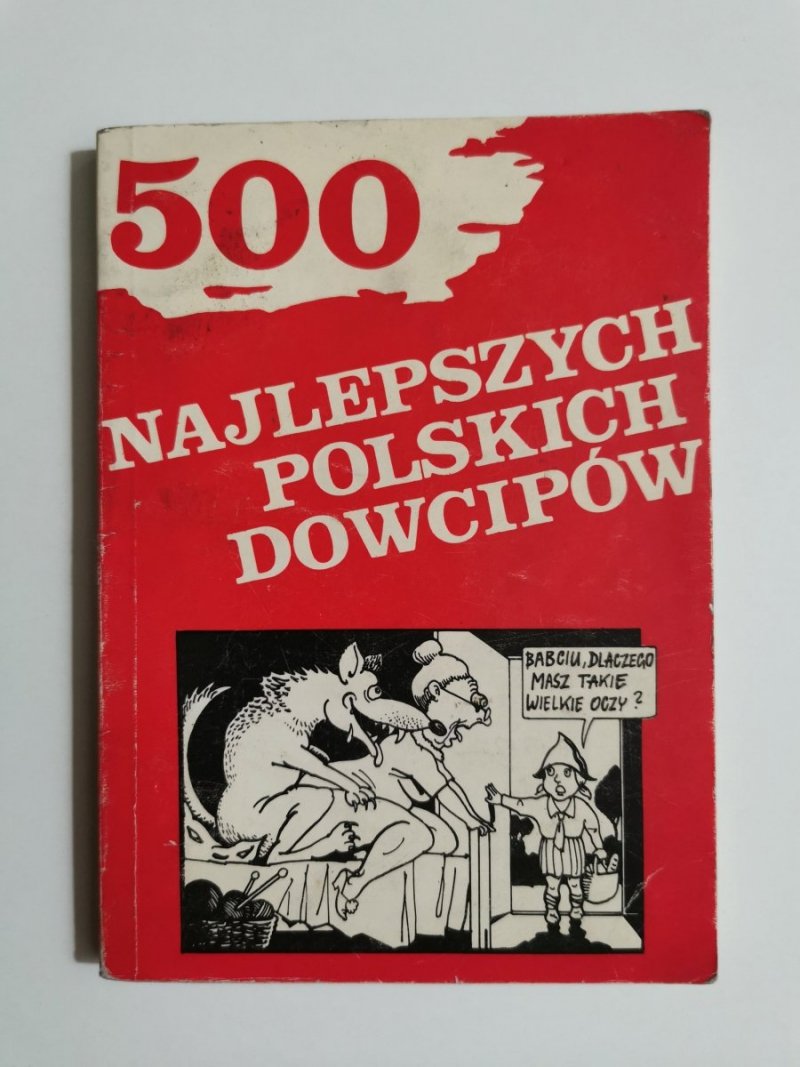 500
NAJLEPSZYCH
POLSKICH
DOWCIPÓW
BABCIU, DLACZEGO
MASZ TAKIE
WIELKIE OCZY?